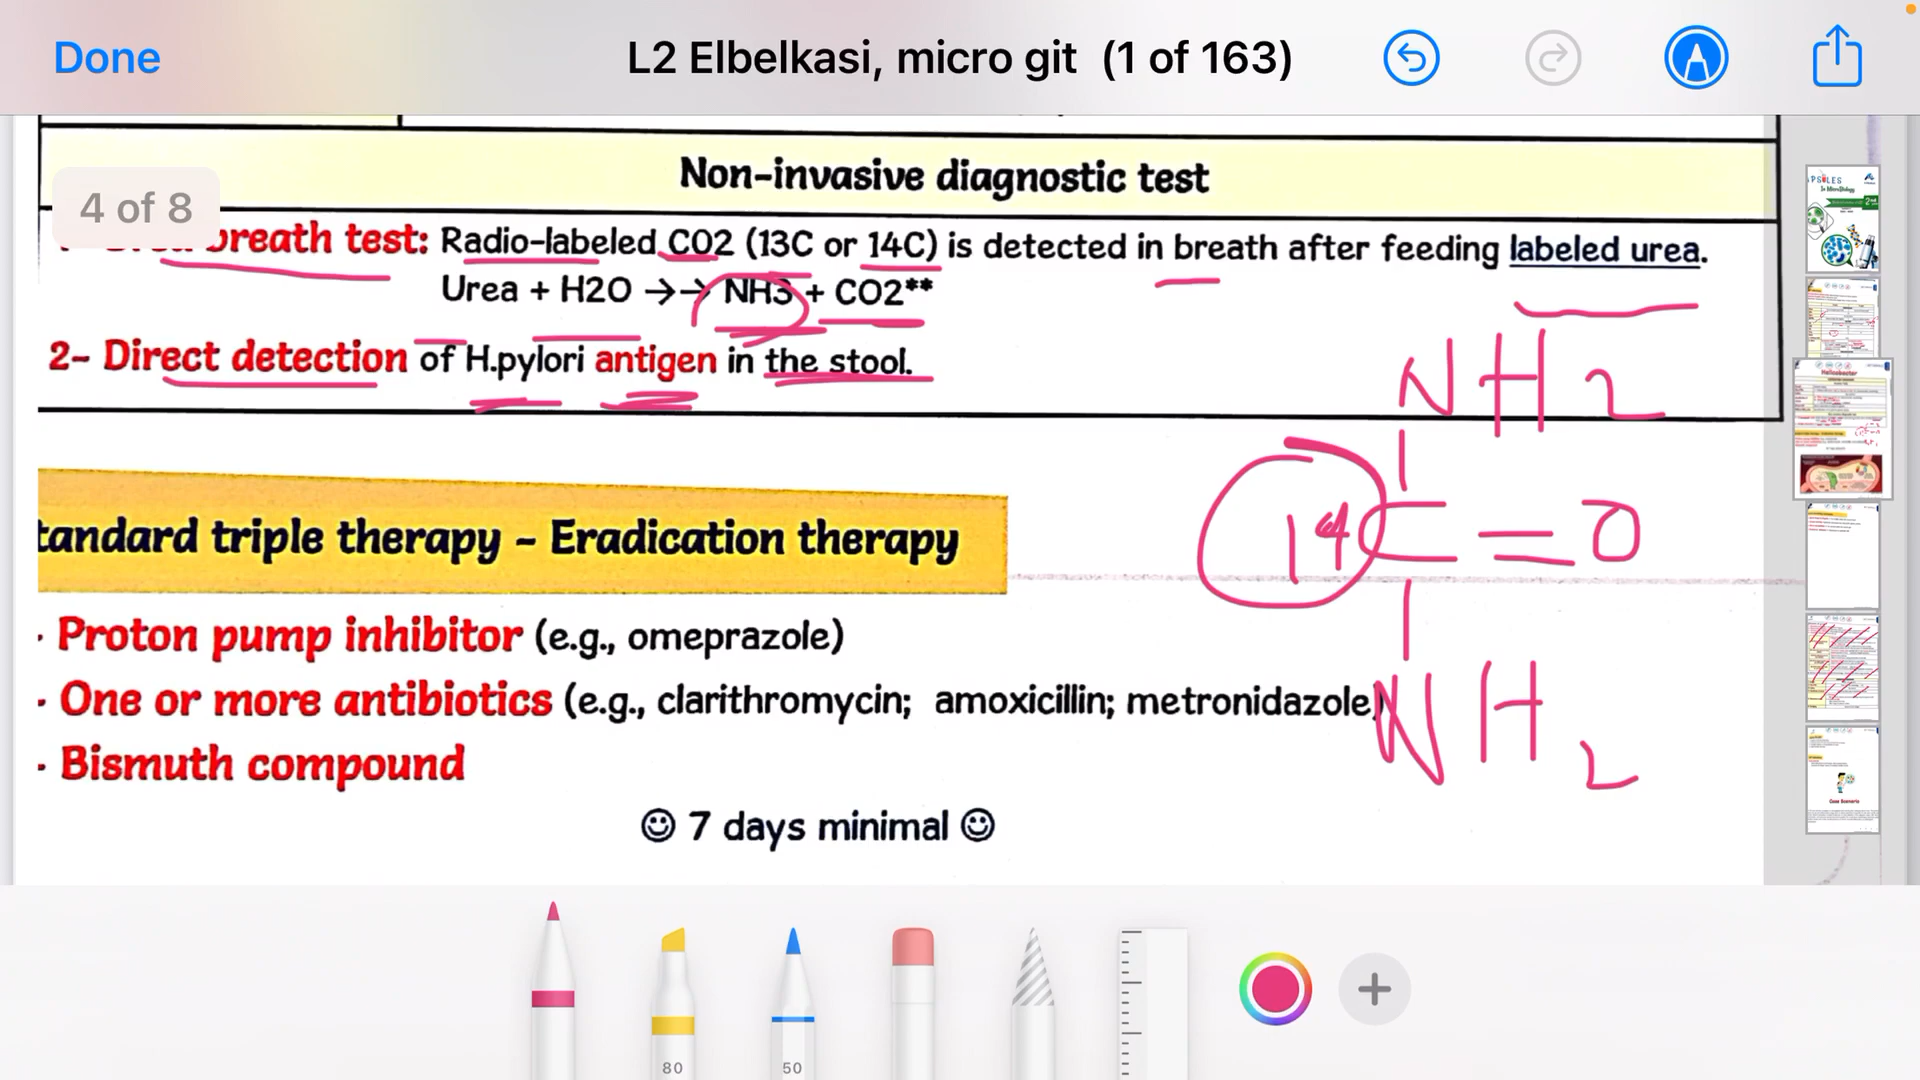 Done
L2 Elbelkasi, micro git (1 of 163)
Non-invasive diagnostic test
4 of 8
breath test: Radio-labeled CO2 (13C or 14C) is detected in breath after feeding labeled urea.
Urea + H2O →→ NH3 + CO2**
2- Direct detection of H.pylori antigen in the stool.
NH2
14C=O
NH2
tandard triple therapy - Eradication therapy
· Proton pump inhibitor (e.g., omeprazole)
· One or more antibiotics (e.g., clarithromycin; amoxicillin; metronidazole)
· Bismuth compound
☺ 7 days minimal ☺
80
50